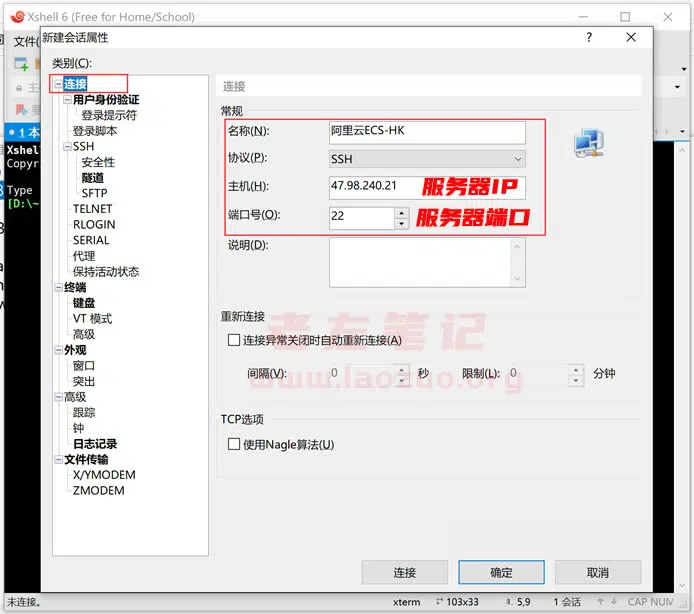 Xshell 6 (Free for Home/School)
文件(
新建会话属性
?
类别(C):
连接
用户身份验证
登录提示符
登录脚本
SSH
安全性
隧道
SFTP
TELNET
RLOGIN
SERIAL
代理
保持活动状态
终端
键盘
VT 模式
高级
外观
窗口
突出
高级
跟踪
钟
日志记录
文件传输
X/YMODEM
ZMODEM
连接
常规
名称(N): 阿里云ECS-HK
协议(P): SSH
主机(H): 47.98.240.21 服务器IP
端口号(O): 22 服务器端口
说明(D):
重新连接
老左笔记
连接异常关闭时自动重新连接(A)
www.laozuo.org
间隔(V): 0 秒 限制(L): 0 分钟
TCP选项
使用Nagle算法(U)
连接 确定 取消
1 本
Xshel
Copyr
Type
[D:\~
未连接。 xterm 103x33 5,9 1 会话 CAP NUM